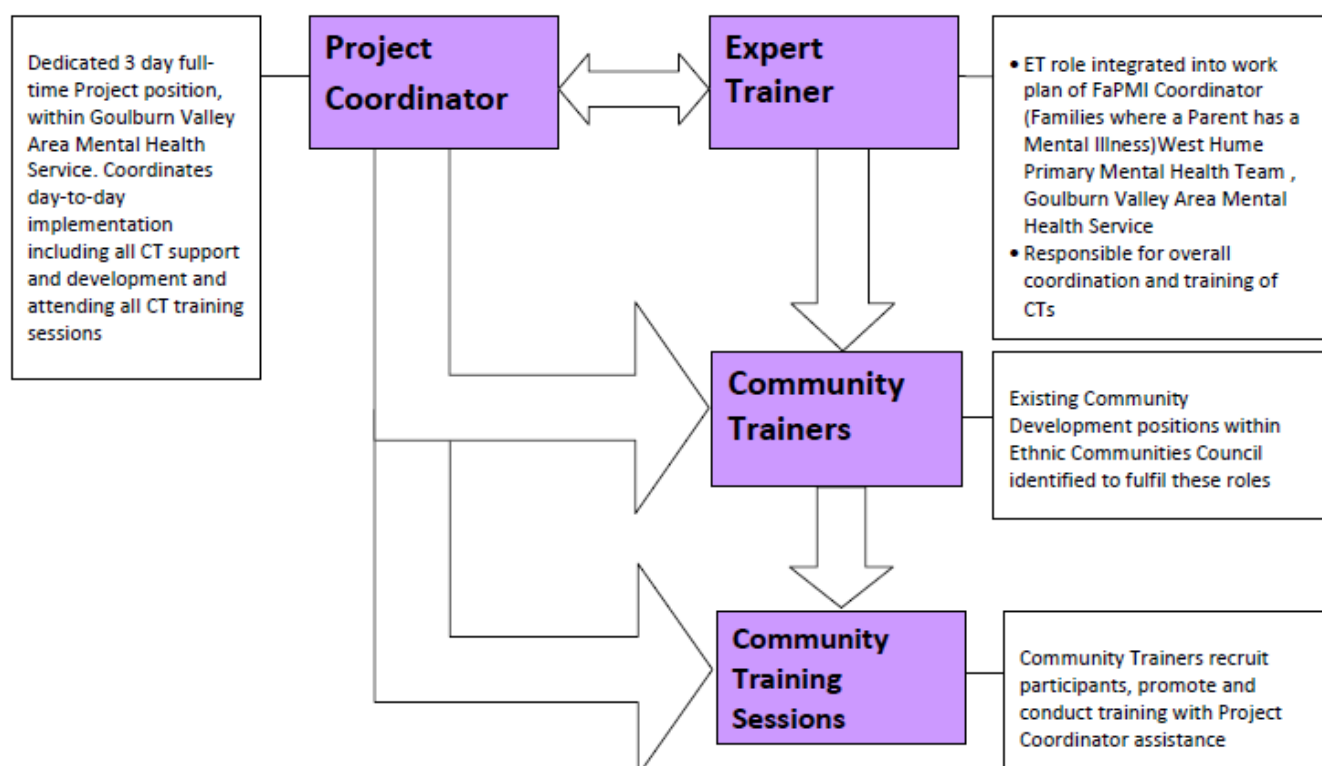 Dedicated 3 day full-
time Project position,
within Goulburn Valley
Area Mental Health
Service. Coordinates
day-to-day
implementation
including all CT support
and development and
attending all CT training
sessions
Project
Coordinator
Expert
Trainer
• ET role integrated into work
plan of FaPMI Coordinator
(Families where a Parent has a
Mental Illness)West Hume
Primary Mental Health Team ,
Goulburn Valley Area Mental
Health Service
• Responsible for overall
coordination and training of
CTs
Community
Trainers
Existing Community
Development positions within
Ethnic Communities Council
identified to fulfil these roles
Community
Training
Sessions
Community Trainers recruit
participants, promote and
conduct training with Project
Coordinator assistance